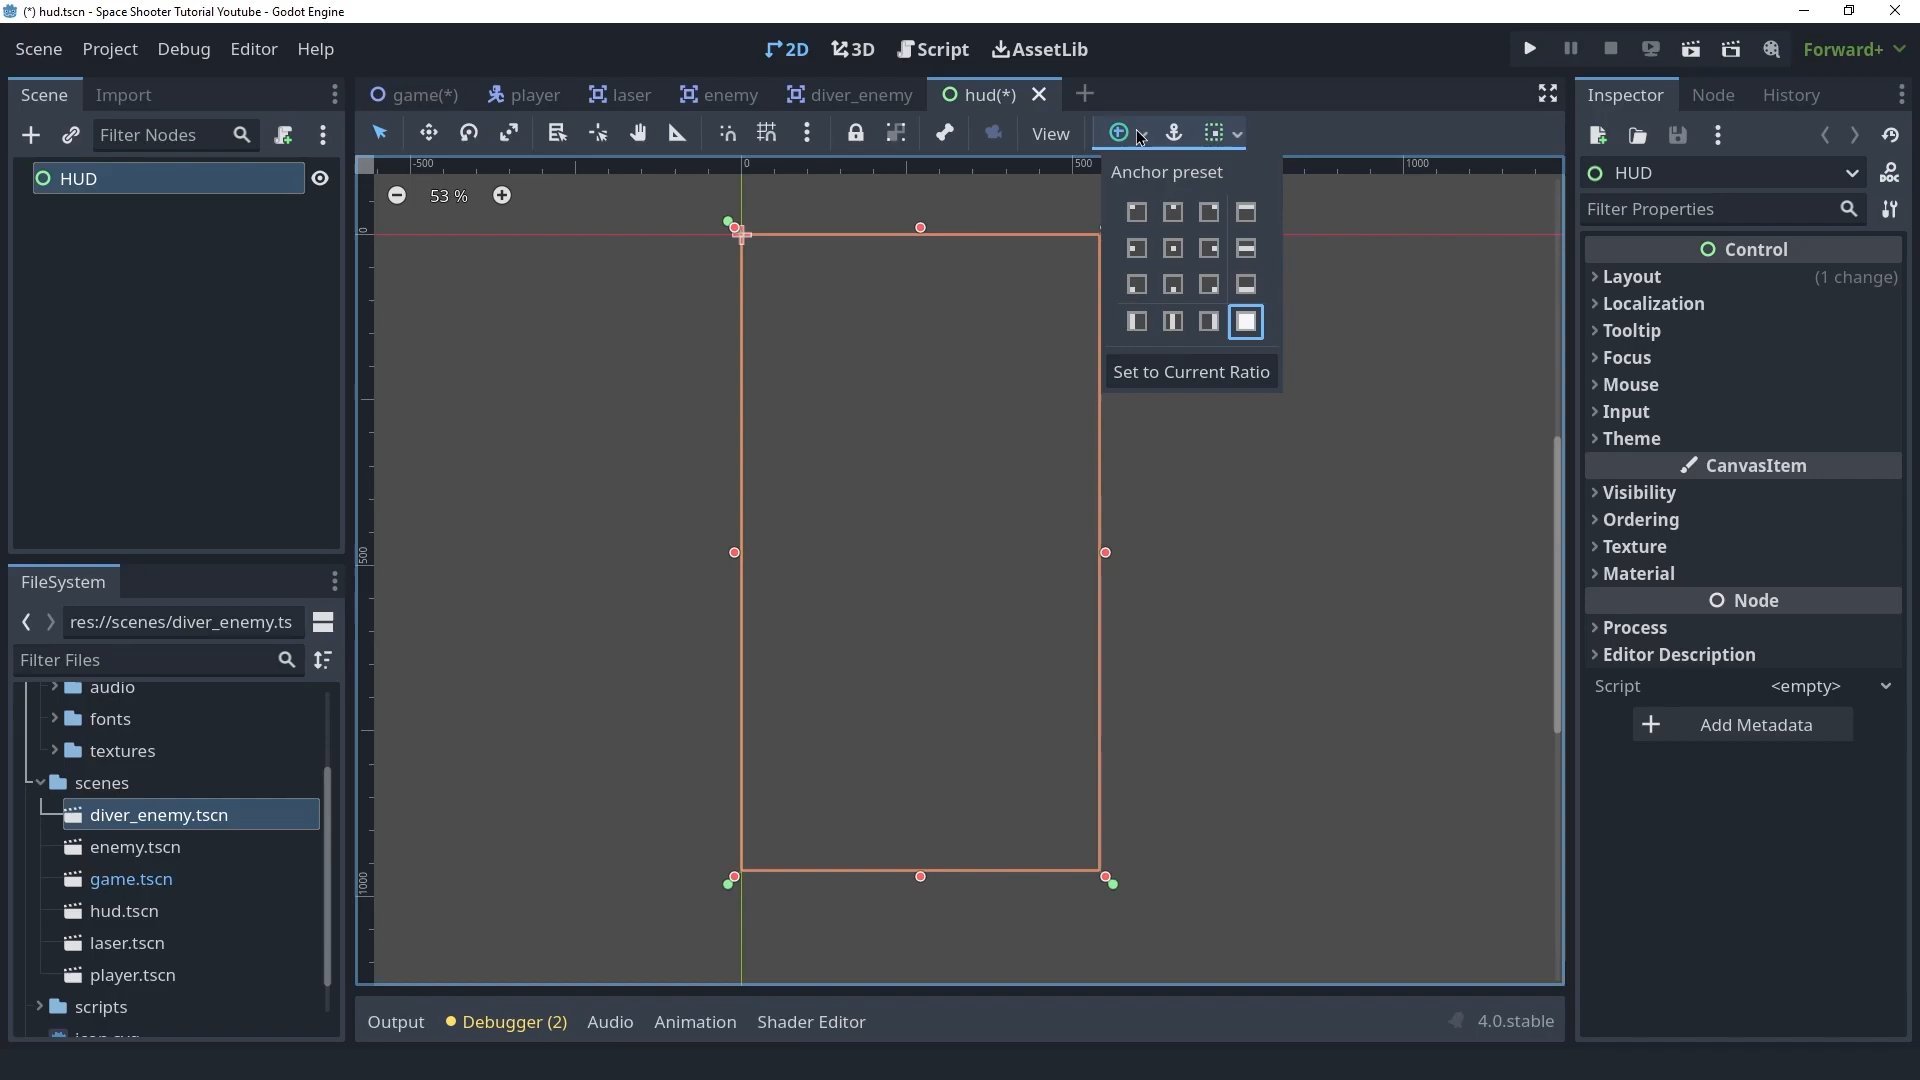 (*) hud.tscn - Space Shooter Tutorial Youtube - Godot Engine
Scene Project Debug Editor Help
2D 3D Script AssetLib
Forward+
Scene Import
game(*) player laser enemy diver_enemy hud(*)
Inspector Node History
Filter Nodes
View
HUD
-500 0 500 1000
53 %
0
500
1000
Anchor preset
Set to Current Ratio
HUD
Filter Properties
Control
Layout (1 change)
Localization
Tooltip
Focus
Mouse
Input
Theme
CanvasItem
Visibility
Ordering
Texture
Material
Node
Process
Editor Description
Script <empty>
Add Metadata
FileSystem
res://scenes/diver_enemy.ts
Filter Files
audio
fonts
textures
scenes
diver_enemy.tscn
enemy.tscn
game.tscn
hud.tscn
laser.tscn
player.tscn
scripts
Output Debugger (2) Audio Animation Shader Editor
4.0.stable